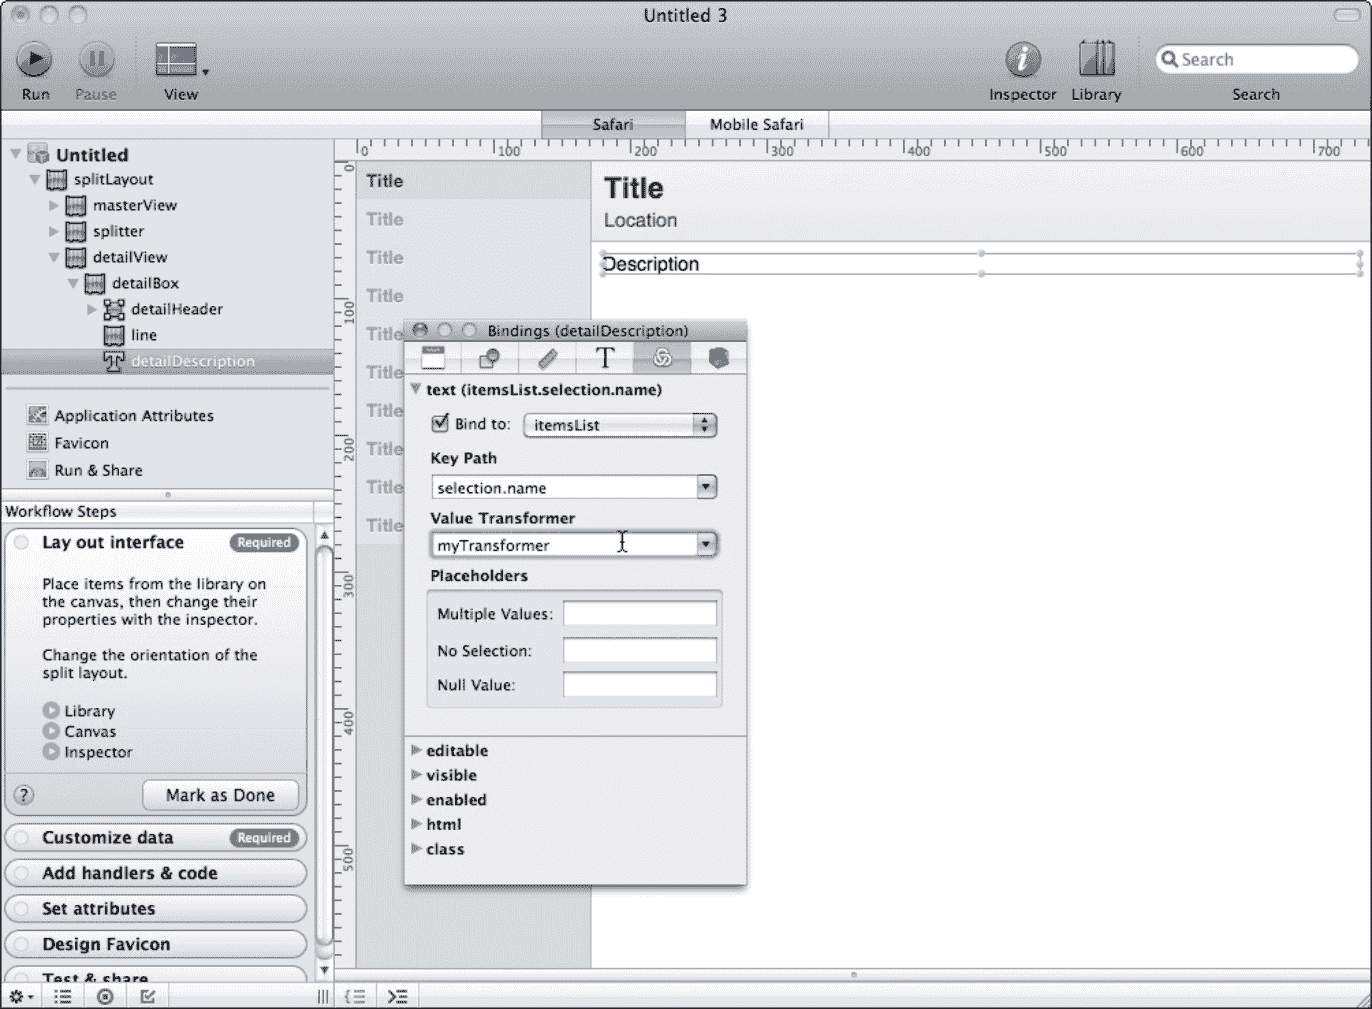 Untitled 3
Run
Pause
View
Inspector
Library
Search
Search
Safari
Mobile Safari
Untitled
splitLayout
masterView
splitter
detailView
detailBox
detailHeader
line
detailDescription
Application Attributes
Favicon
Run & Share
Workflow Steps
Lay out interface
Required
Place items from the library on
the canvas, then change their
properties with the inspector.
Change the orientation of the
split layout.
Library
Canvas
Inspector
?
Mark as Done
Customize data
Required
Add handlers & code
Set attributes
Design Favicon
Test & share
0
100
200
300
400
500
600
700
0
100
200
300
400
500
Title
Title
Title
Title
Title
Title
Title
Title
Title
Title
Title
Location
Description
Bindings (detailDescription)
T
text (itemsList.selection.name)
Bind to:
itemsList
Key Path
selection.name
Value Transformer
myTransformer
Placeholders
Multiple Values:
No Selection:
Null Value:
editable
visible
enabled
html
class